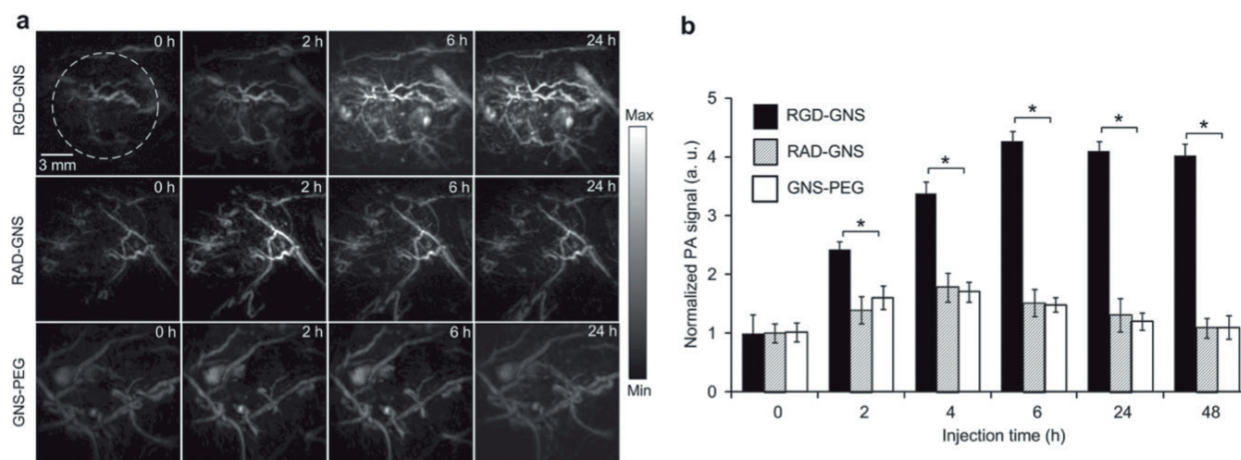 a
0 h
2 h
6 h
24 h
RGD-GNS
3 mm
0 h
2 h
6 h
24 h
RAD-GNS
0 h
2 h
6 h
24 h
GNS-PEG
Max
Min
b
Normalized PA signal (a. u.)
5
4
3
2
1
0
RGD-GNS
RAD-GNS
GNS-PEG
*
*
*
*
*
0
2
4
6
24
48
Injection time (h)